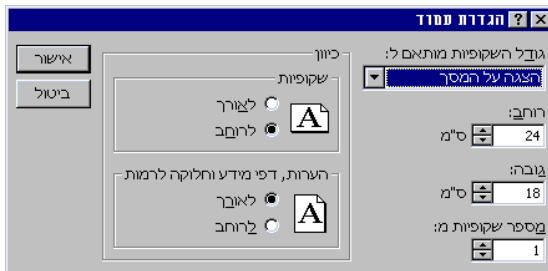 הגדרת עמוד
גודל השקופיות מותאם ל:
הצגה על המסך
רוחב:
24 ס"מ
גובה:
18 ס"מ
מספר שקופיות מ:
1
כיוון
שקופיות
לאורך
לרוחב
הערות, דפי מידע וחלוקה לרמות
לאורך
לרוחב
אישור
ביטול